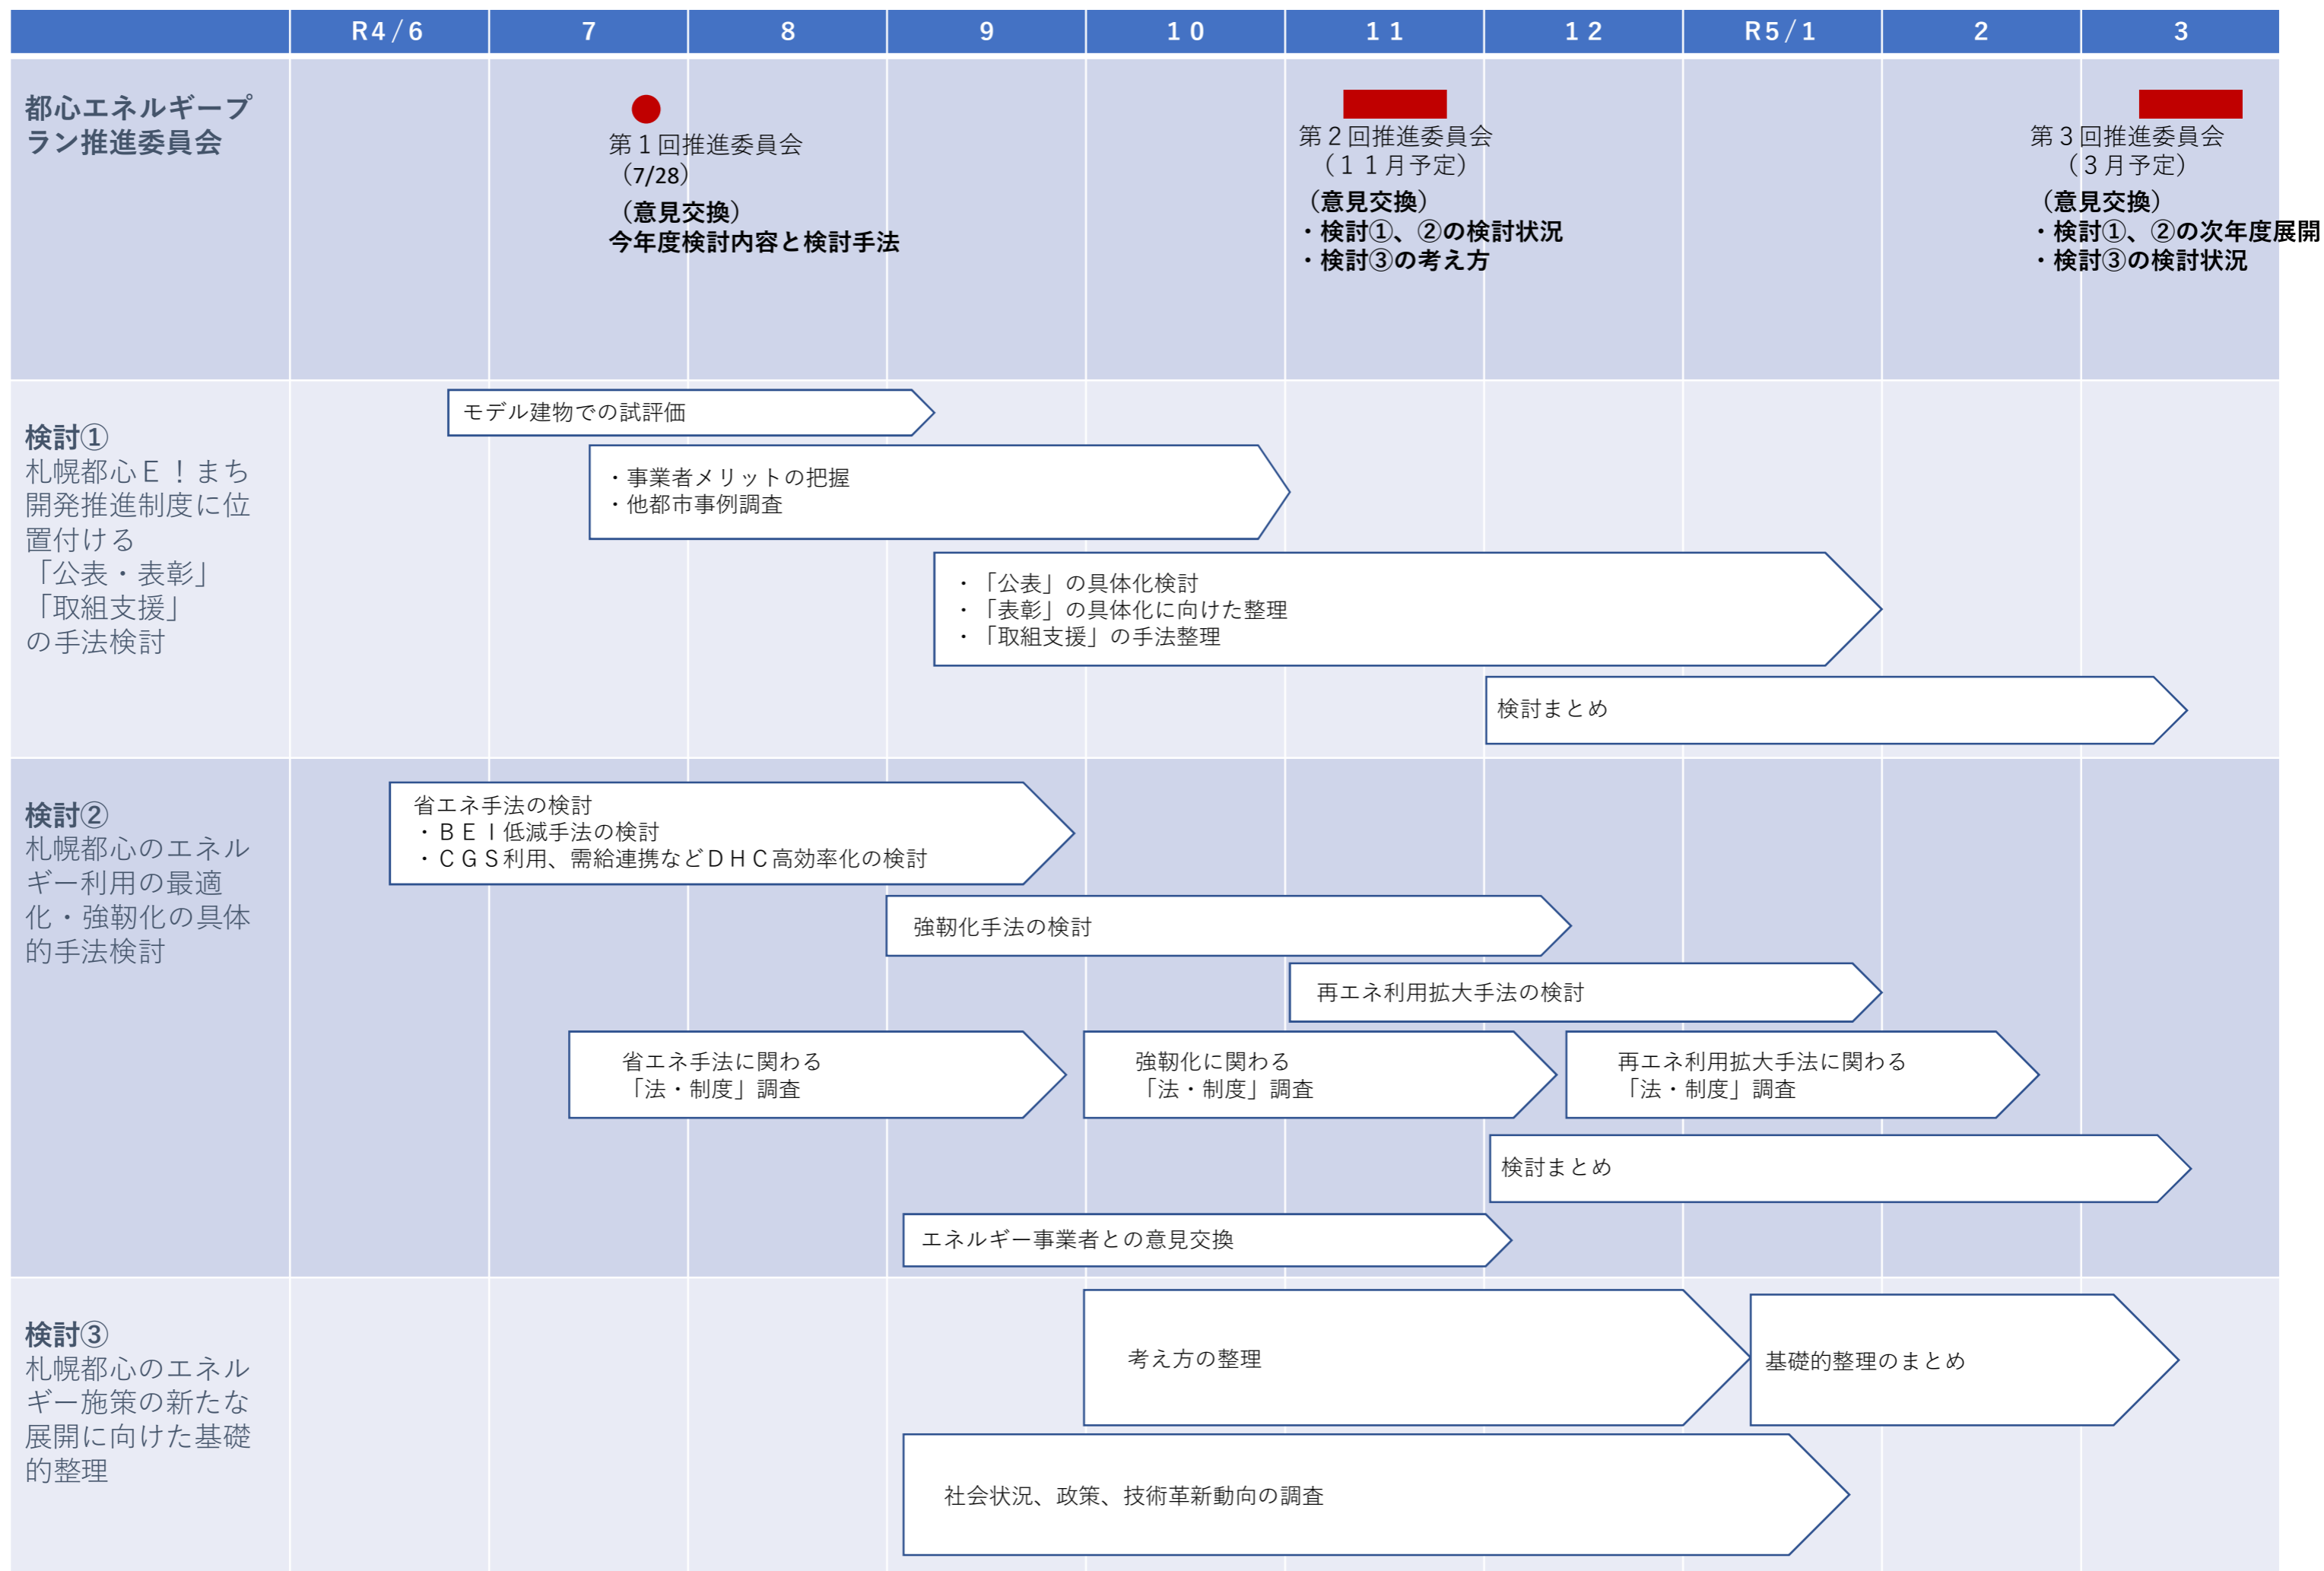 R4/6
7
8
9
10
11
12
R5/1
2
3
都心エネルギープ
ラン推進委員会
第１回推進委員会
（7/28）
（意見交換）
今年度検討内容と検討手法
第２回推進委員会
（１１月予定）
（意見交換）
・検討①、②の検討状況
・検討③の考え方
第３回推進委員会
（３月予定）
（意見交換）
・検討①、②の次年度展開
・検討③の検討状況
検討①
札幌都心Ｅ！まち
開発推進制度に位
置付ける
「公表・表彰」
「取組支援」
の手法検討
モデル建物での試評価
・事業者メリットの把握
・他都市事例調査
・「公表」の具体化検討
・「表彰」の具体化に向けた整理
・「取組支援」の手法整理
検討まとめ
検討②
札幌都心のエネル
ギー利用の最適
化・強靭化の具体
的手法検討
省エネ手法の検討
・ＢＥＩ低減手法の検討
・ＣＧＳ利用、需給連携などＤＨＣ高効率化の検討
強靭化手法の検討
再エネ利用拡大手法の検討
省エネ手法に関わる
「法・制度」調査
強靭化に関わる
「法・制度」調査
再エネ利用拡大手法に関わる
「法・制度」調査
検討まとめ
エネルギー事業者との意見交換
検討③
札幌都心のエネル
ギー施策の新たな
展開に向けた基礎
的整理
考え方の整理
基礎的整理のまとめ
社会状況、政策、技術革新動向の調査